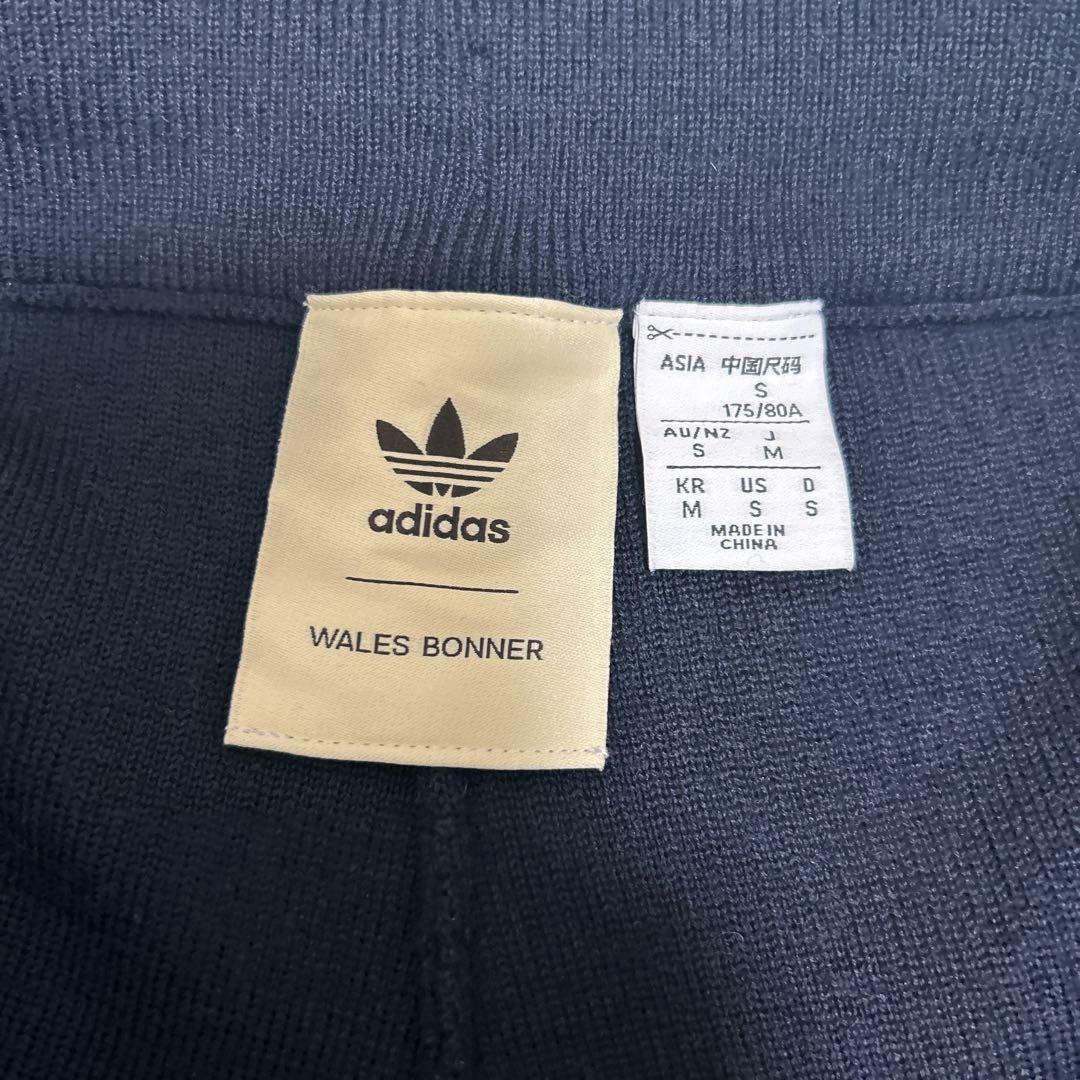 adidas
WALES BONNER
ASIA 中国尺码
S
175/80A
AU/NZ J
S M
KR US D
M S S
MADE IN
CHINA